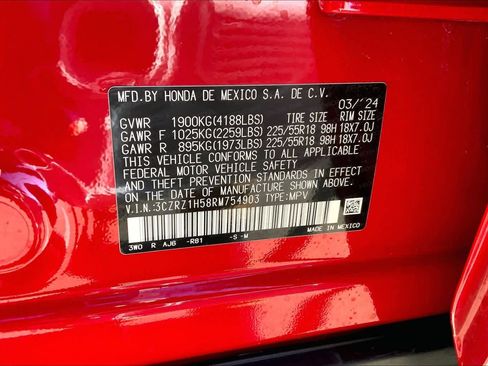 MFD.BY HONDA DE MEXICO S.A. DE C.V.
03/'24
GVWR 1900KG(4188LBS) TIRE SIZE RIM SIZE
GAWR F 1025KG(2259LBS) 225/55R18 98H 18X7.0J
GAWR R 895KG(1973LBS) 225/55R18 98H 18X7.0J
THIS VEHICLE CONFORMS TO ALL APPLICABLE
FEDERAL MOTOR VEHICLE SAFETY
STANDARDS IN EFFECT ON THE DATE OF
MANUFACTURE SHOWN ABOVE.
V.I.N.:3CZRZ1H58RM754903 TYPE:MPV
3WO R AJ6 -R81 -S-M
MADE IN MEXICO